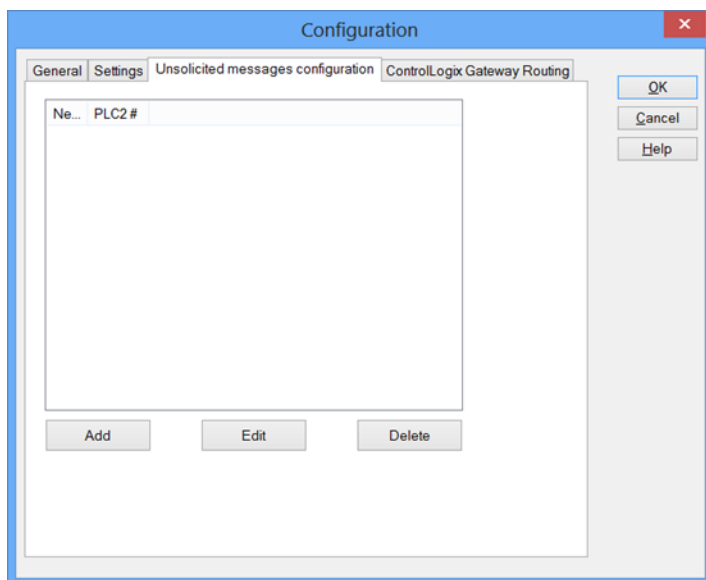 Configuration
General Settings Unsolicited messages configuration ControlLogix Gateway Routing
OK
Cancel
Help
Ne... PLC2 #
Add Edit Delete